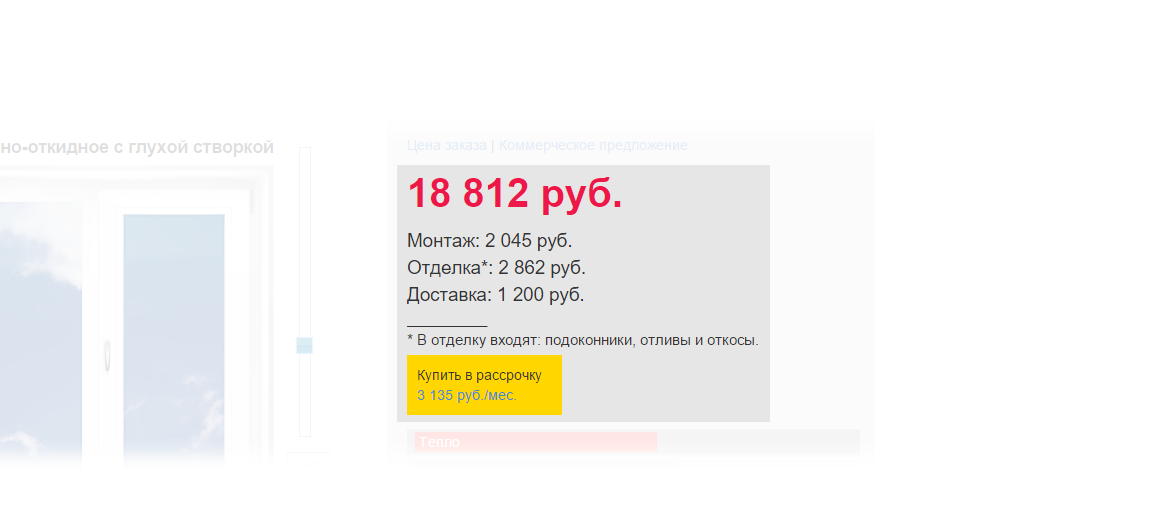 но-откидное с глухой створкой
Цена заказа | Коммерческое предложение
18 812 руб.
Монтаж: 2 045 руб.
Отделка*: 2 862 руб.
Доставка: 1 200 руб.
__________
* В отделку входят: подоконники, отливы и откосы.
Купить в рассрочку
3 135 руб./мес.
Тепло